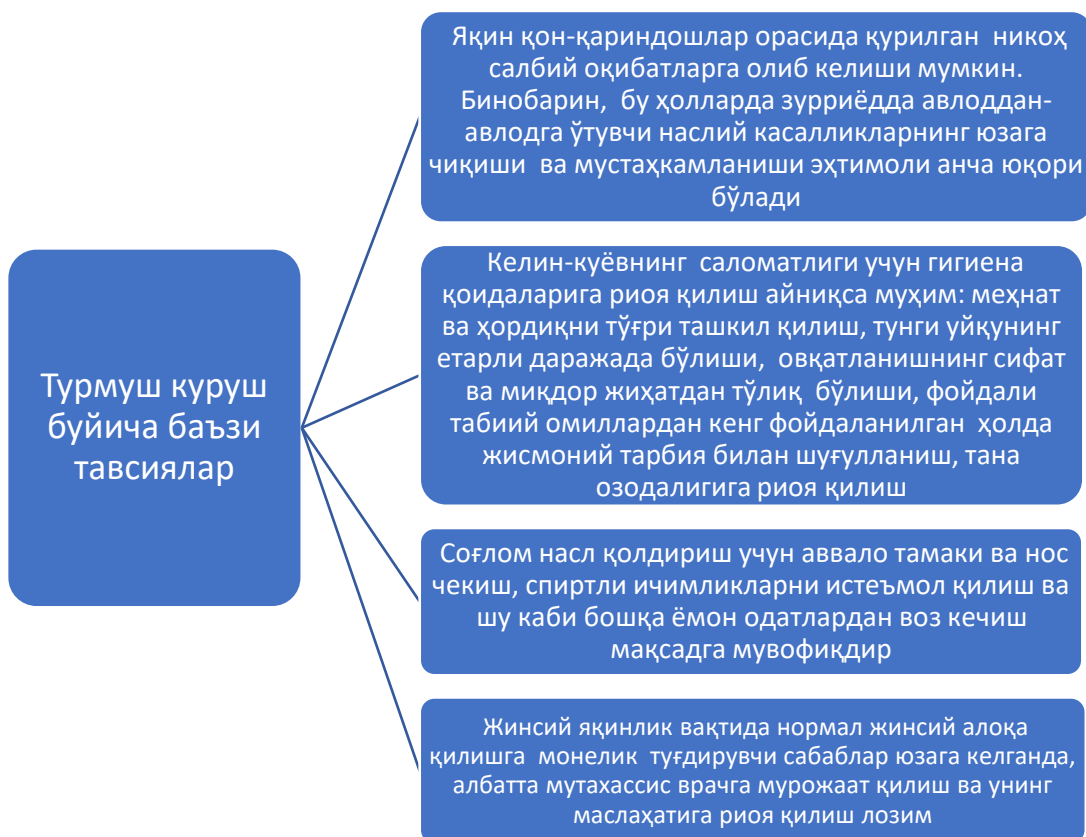 Яқин қон-қариндошлар орасида қурилган никоҳ
салбий оқибатларга олиб келиши мумкин.
Бинобарин, бу ҳолларда зурриёдда авлоддан-
авлодга ўтувчи наслий касалликларнинг юзага
чиқиши ва мустаҳкамланиши эҳтимоли анча юқори
бўлади
Турмуш куруш
буйича баъзи
тавсиялар
Келин-куёвнинг саломатлиги учун гигиена
қоидаларига риоя қилиш айниқса муҳим: меҳнат
ва ҳордиқни тўғри ташкил қилиш, тунги уйқунинг
етарли даражада бўлиши, овқатланишнинг сифат
ва миқдор жиҳатдан тўлиқ бўлиши, фойдали
табиий омиллардан кенг фойдаланилган ҳолда
жисмоний тарбия билан шуғулланиш, тана
озодалигига риоя қилиш
Соғлом насл қолдириш учун аввало тамаки ва нос
чекиш, спиртли ичимликларни истеъмол қилиш ва
шу каби бошқа ёмон одатлардан воз кечиш
мақсадга мувофиқдир
Жинсий яқинлик вақтида нормал жинсий алоқа
қилишга монелик туғдирувчи сабаблар юзага келганда,
албатта мутахассис врачга мурожаат қилиш ва унинг
маслаҳатига риоя қилиш лозим